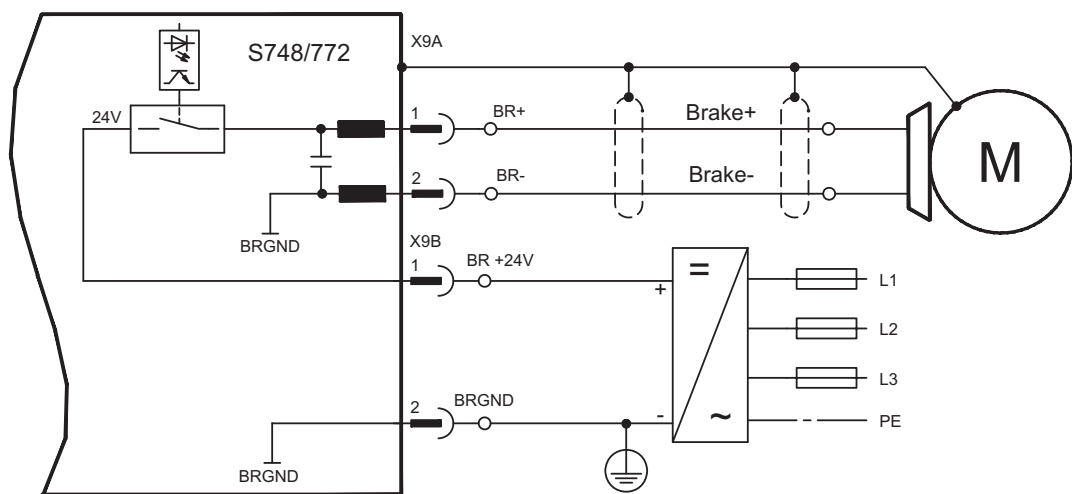 S748/772
X9A
24V
1
BR+
Brake+
2
BR-
Brake-
M
BRGND
X9B
1
BR +24V
+
=
L1
L2
L3
2
BRGND
-
~
PE
BRGND